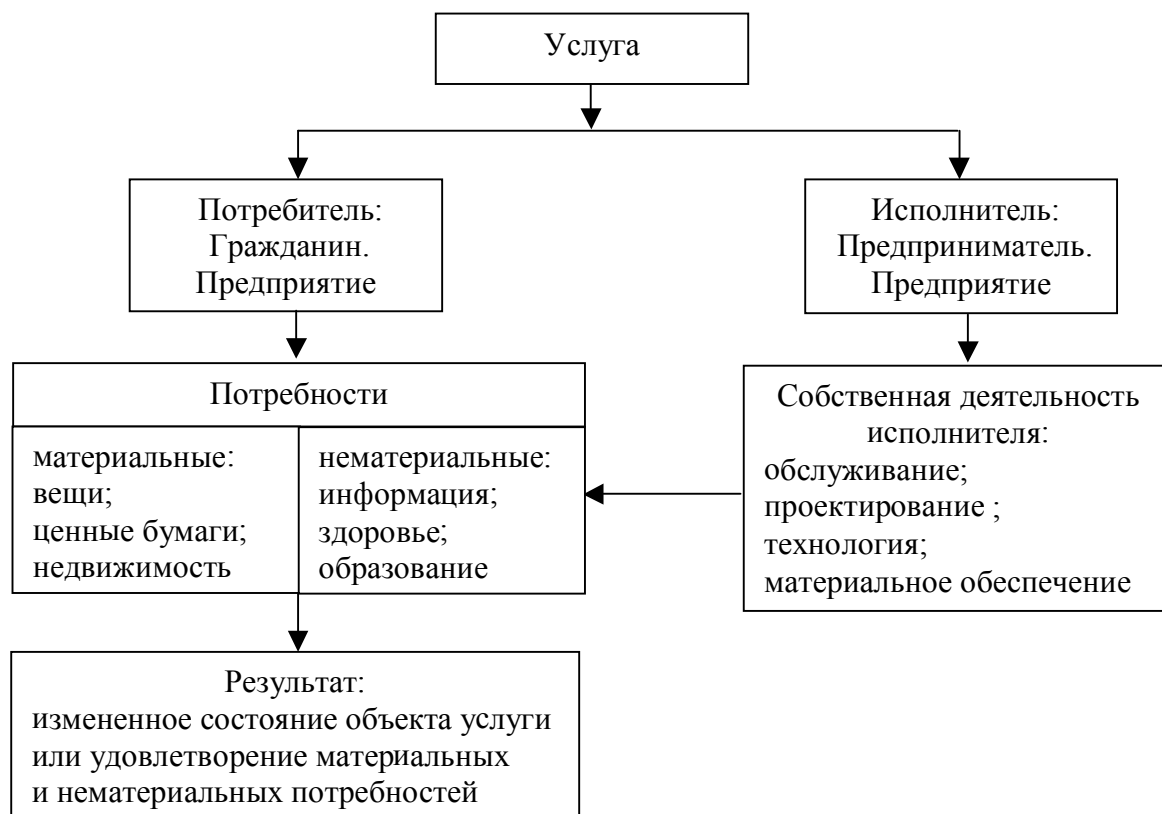 Услуга
Потребитель:
Гражданин.
Предприятие
Исполнитель:
Предприниматель.
Предприятие
Потребности
материальные:
вещи;
ценные бумаги;
недвижимость
нематериальные:
информация;
здоровье;
образование
Собственная деятельность
исполнителя:
обслуживание;
проектирование ;
технология;
материальное обеспечение
Результат:
измененное состояние объекта услуги
или удовлетворение материальных
и нематериальных потребностей